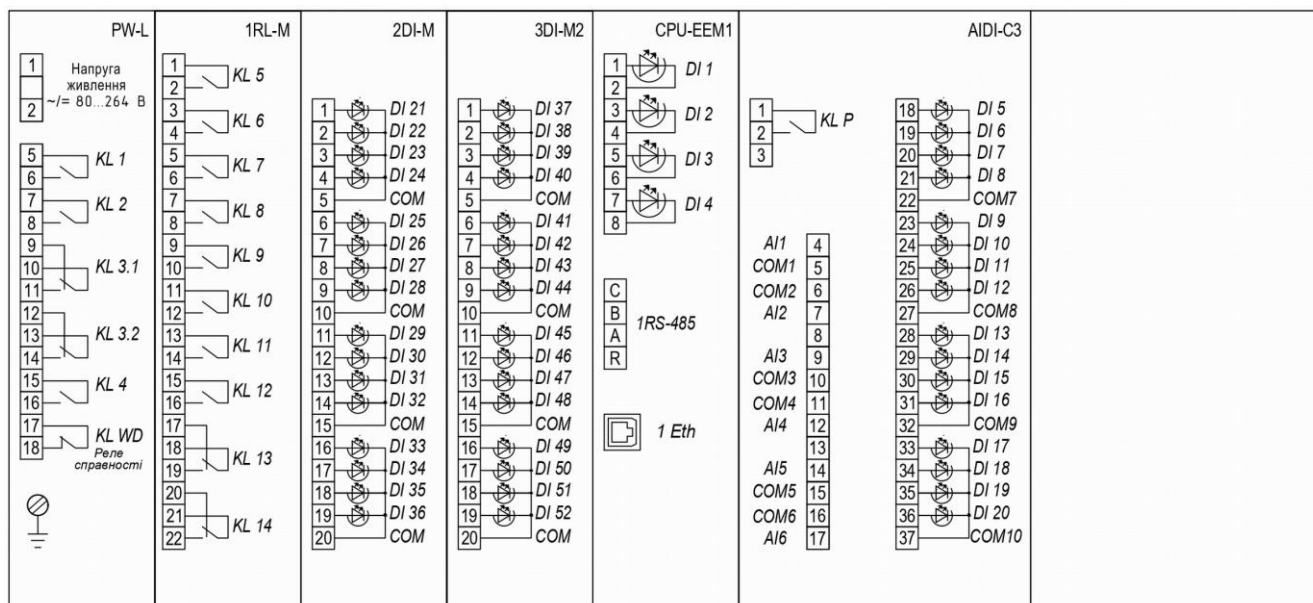 PW-L
1
Напруга
живлення
~/= 80...264 В
2
5
KL 1
6
7
KL 2
8
9
10
KL 3.1
11
12
13
KL 3.2
14
15
KL 4
16
17
KL WD
18
Реле
справності
1RL-M
1
KL 5
2
3
KL 6
4
5
KL 7
6
7
KL 8
8
9
KL 9
10
11
KL 10
12
13
KL 11
14
15
KL 12
16
17
18
KL 13
19
20
21
KL 14
22
2DI-M
1 DI 21
2 DI 22
3 DI 23
4 DI 24
5 COM
6 DI 25
7 DI 26
8 DI 27
9 DI 28
10 COM
11 DI 29
12 DI 30
13 DI 31
14 DI 32
15 COM
16 DI 33
17 DI 34
18 DI 35
19 DI 36
20 COM
3DI-M2
1 DI 37
2 DI 38
3 DI 39
4 DI 40
5 COM
6 DI 41
7 DI 42
8 DI 43
9 DI 44
10 COM
11 DI 45
12 DI 46
13 DI 47
14 DI 48
15 COM
16 DI 49
17 DI 50
18 DI 51
19 DI 52
20 COM
CPU-EEM1
1
DI 1
2
3
DI 2
4
5
DI 3
6
7
DI 4
8
C
B
1RS-485
A
R
1 Eth
AIDI-C3
1
KL P
2
3
AI1 4
COM1 5
COM2 6
AI2 7
8
AI3 9
COM3 10
COM4 11
AI4 12
13
AI5 14
COM5 15
COM6 16
AI6 17
18 DI 5
19 DI 6
20 DI 7
21 DI 8
22 COM7
23 DI 9
24 DI 10
25 DI 11
26 DI 12
27 COM8
28 DI 13
29 DI 14
30 DI 15
31 DI 16
32 COM9
33 DI 17
34 DI 18
35 DI 19
36 DI 20
37 COM10